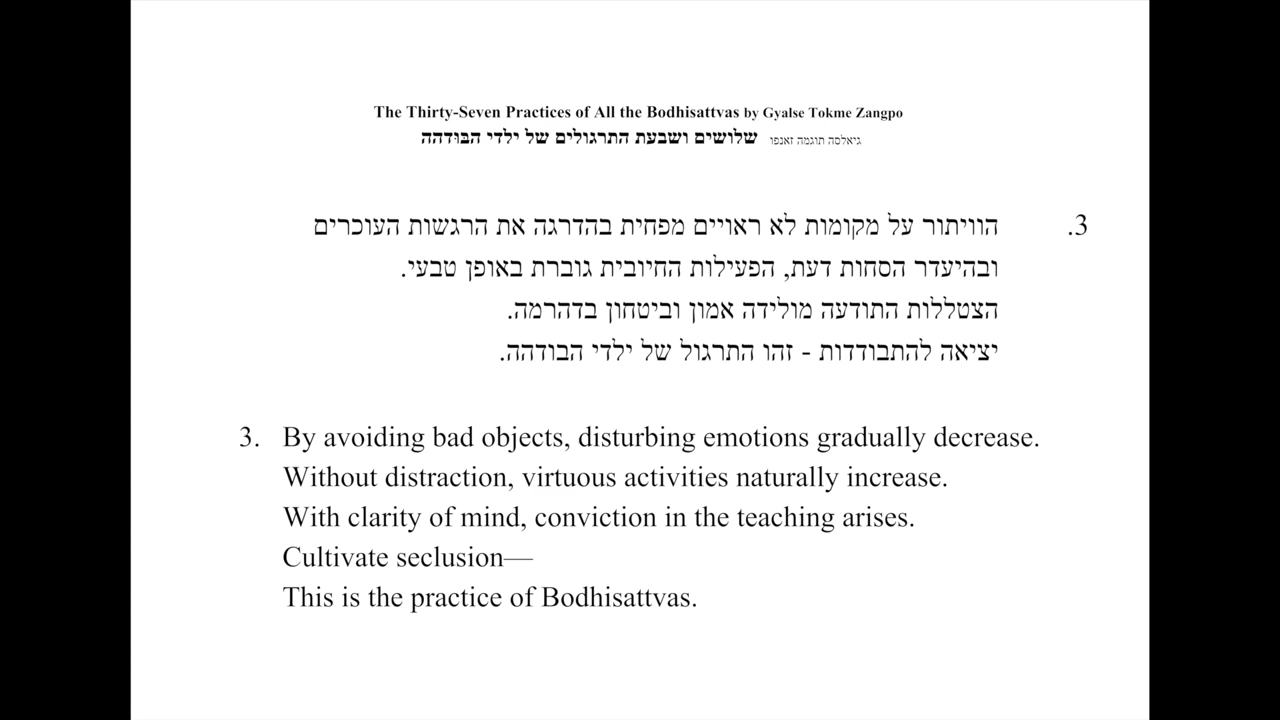 The Thirty-Seven Practices of All the Bodhisattvas by Gyalse Tokme Zangpo
שלושים ושבעת התרגולים של ילדי הבּוּדהה גיאלסה תוגמה זאנפו
3. הוויתור על מקומות לא ראויים מפחית בהדרגה את הרגשות העוכרים
ובהיעדר הסחות דעת, הפעילות החיובית גוברת באופן טבעי.
הצטללות התודעה מולידה אמון וביטחון בדהרמה.
יציאה להתבודדות - זהו התרגול של ילדי הבודהה.
3. By avoiding bad objects, disturbing emotions gradually decrease.
Without distraction, virtuous activities naturally increase.
With clarity of mind, conviction in the teaching arises.
Cultivate seclusion—
This is the practice of Bodhisattvas.